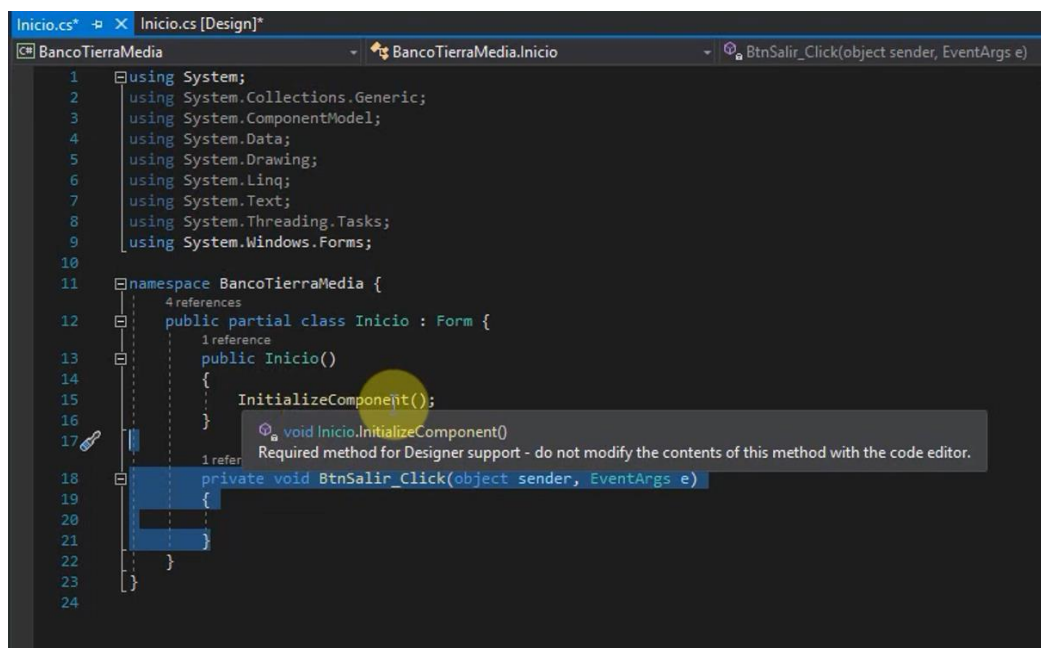 Inicio.cs* Inicio.cs [Design]*
C# BancoTierraMedia BancoTierraMedia.Inicio BtnSalir_Click(object sender, EventArgs e)
1 using System;
2 using System.Collections.Generic;
3 using System.ComponentModel;
4 using System.Data;
5 using System.Drawing;
6 using System.Linq;
7 using System.Text;
8 using System.Threading.Tasks;
9 using System.Windows.Forms;
10
11 namespace BancoTierraMedia {
4 references
12 public partial class Inicio : Form {
1 reference
13 public Inicio()
14 {
15 InitializeComponent();
16 }
void Inicio.InitializeComponent()
17
Required method for Designer support - do not modify the contents of this method with the code editor.
1 refer
18 private void BtnSalir_Click(object sender, EventArgs e)
19 {
20
21 }
22 }
23 }
24